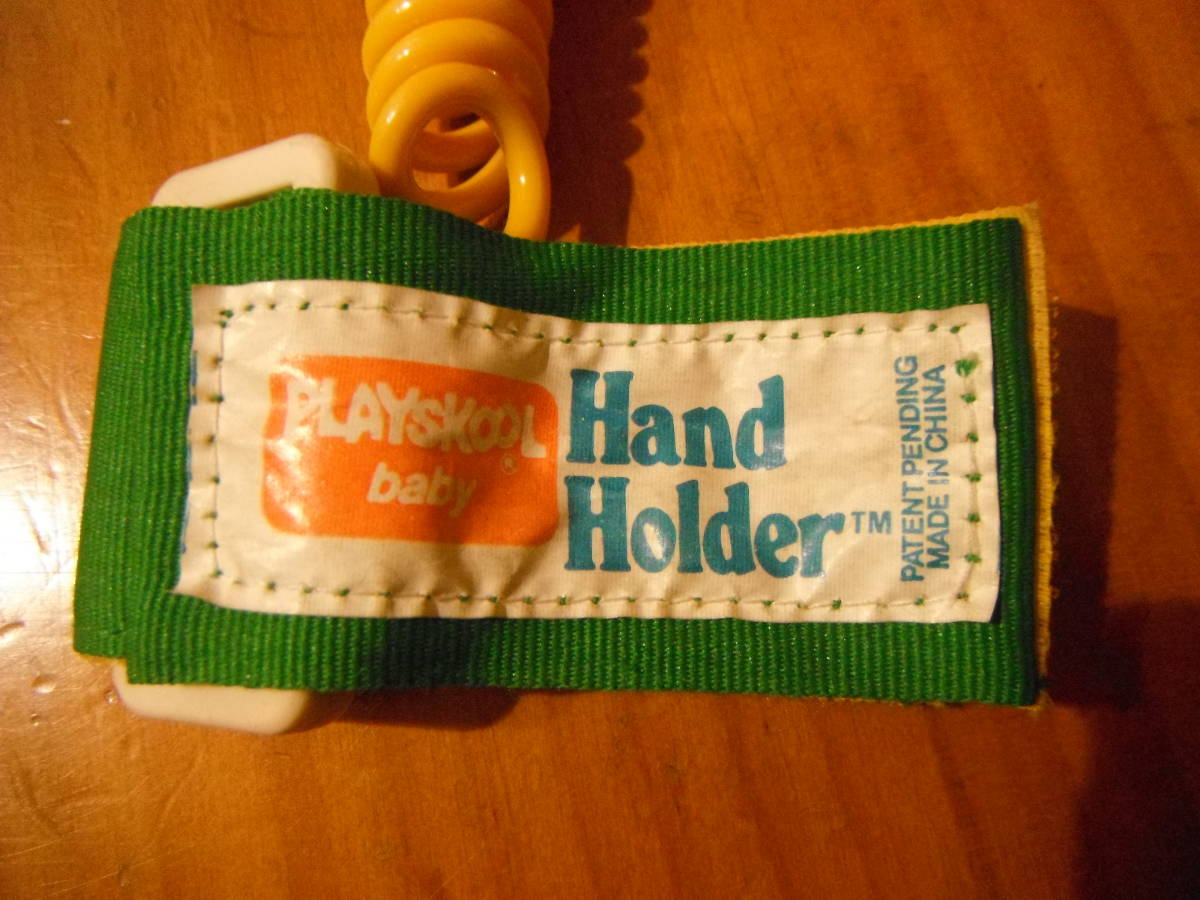 PLAYSKOOL®
baby
Hand
Holder™
PATENT PENDING
MADE IN CHINA